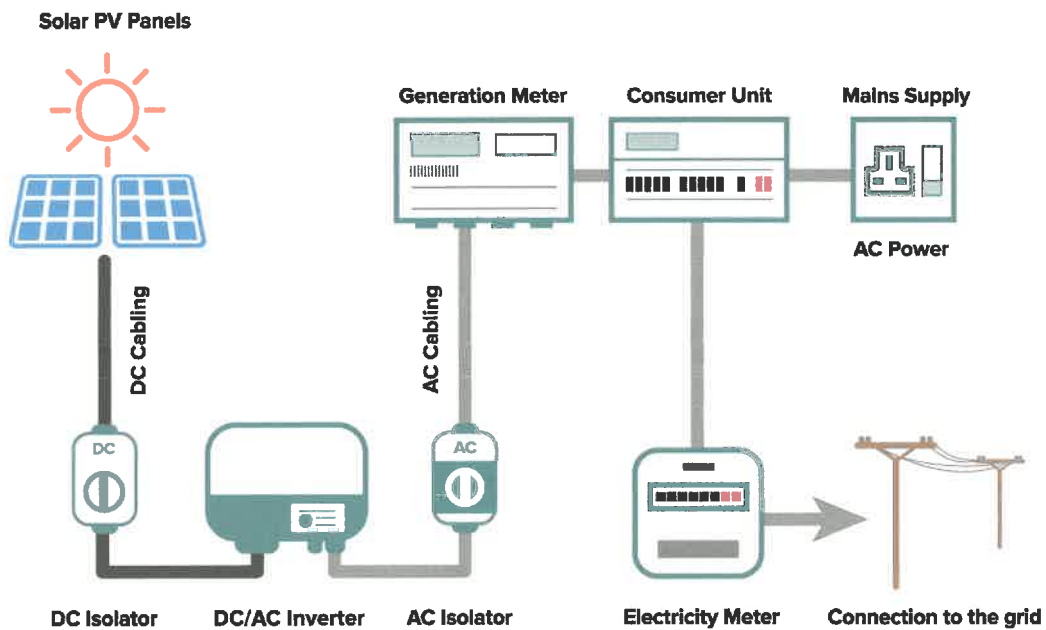 Solar PV Panels
Generation Meter
Consumer Unit
Mains Supply
AC Power
DC Cabling
AC Cabling
DC
AC
DC Isolator
DC/AC Inverter
AC Isolator
Electricity Meter
Connection to the grid